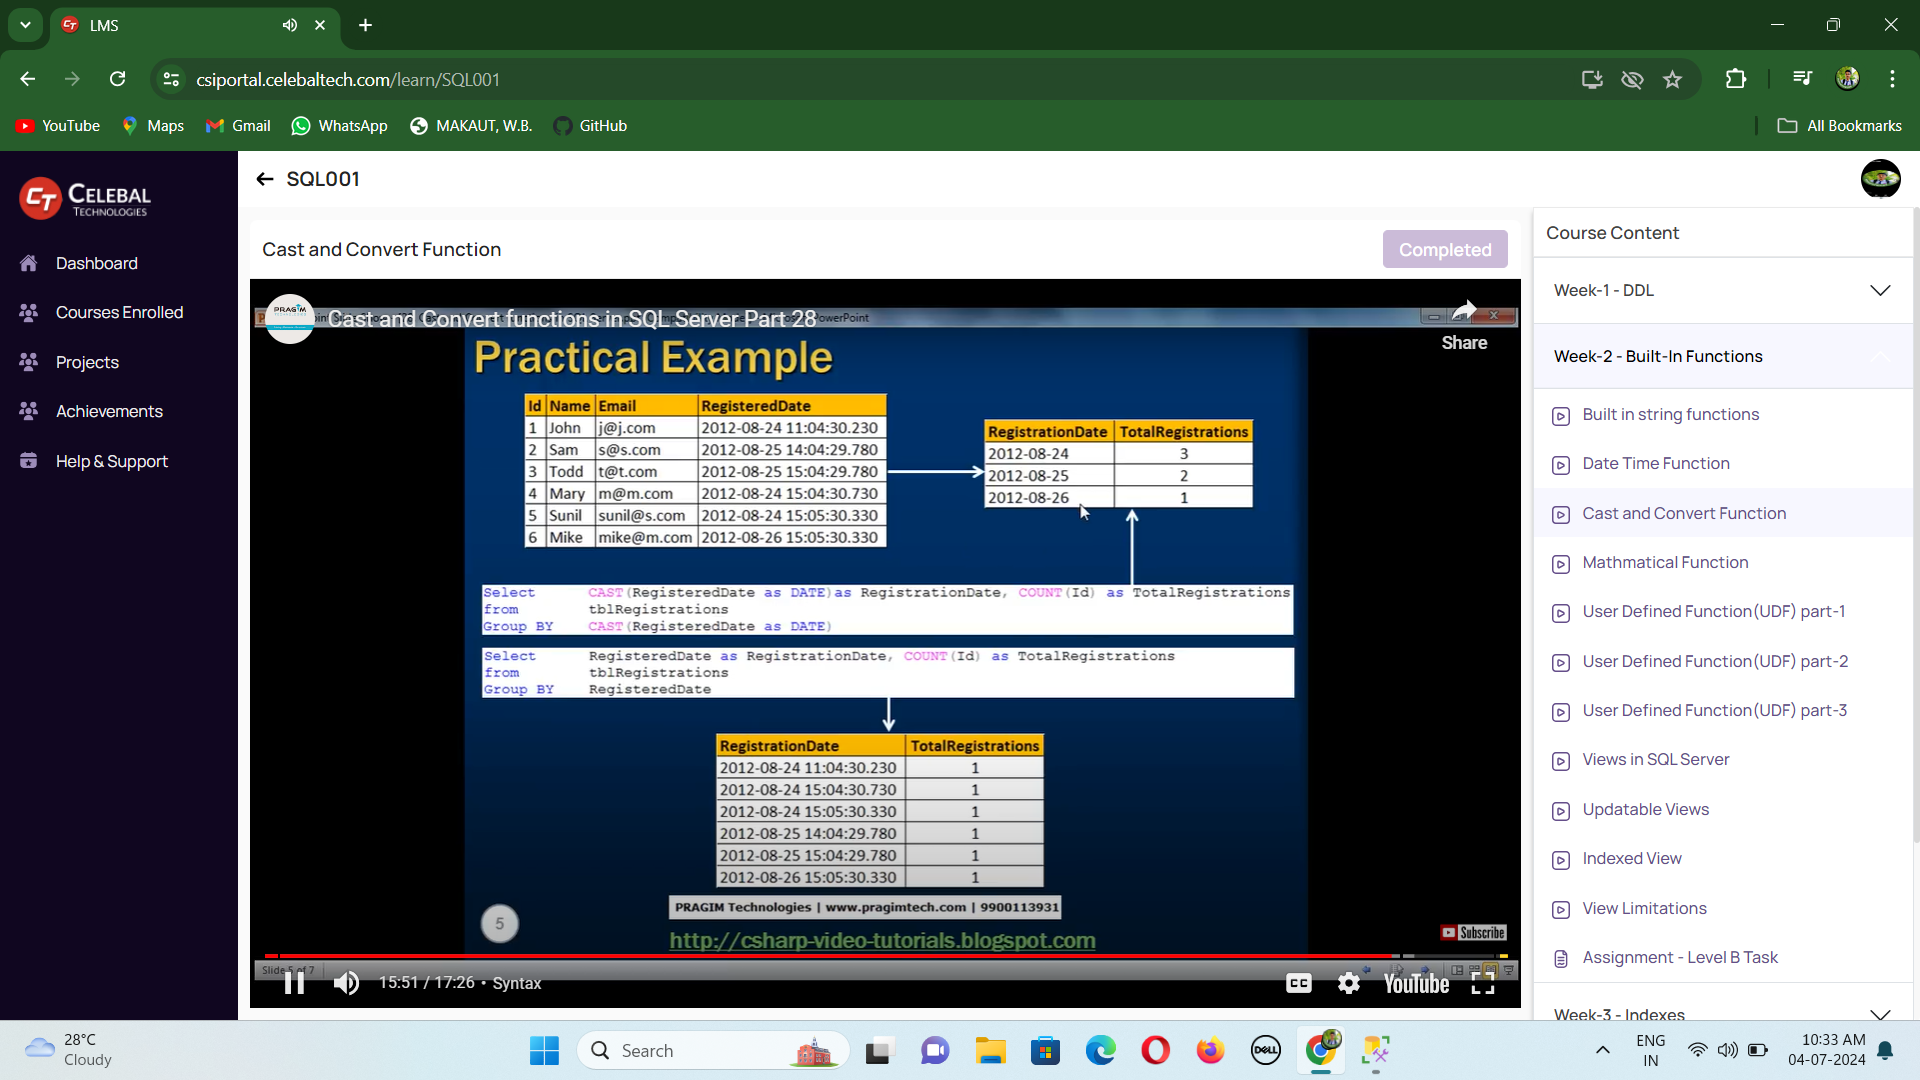 LMS
csiportal.celebaltech.com/learn/SQL001
YouTube Maps Gmail WhatsApp MAKAUT, W.B. GitHub All Bookmarks
CELEBAL
TECHNOLOGIES
Dashboard
Courses Enrolled
Projects
Achievements
Help & Support
SQL001
Cast and Convert Function
Completed
PRAGIM
Cast and Convert functions in SQL Server Part 28
PowerPoint
Share
Practical Example
Id Name Email RegisteredDate
1 John j@j.com 2012-08-24 11:04:30.230
2 Sam s@s.com 2012-08-25 14:04:29.780
3 Todd t@t.com 2012-08-25 15:04:29.780
4 Mary m@m.com 2012-08-24 15:04:30.730
5 Sunil sunil@s.com 2012-08-24 15:05:30.330
6 Mike mike@m.com 2012-08-26 15:05:30.330
RegistrationDate TotalRegistrations
2012-08-24 3
2012-08-25 2
2012-08-26 1
Select CAST(RegisteredDate as DATE)as RegistrationDate, COUNT(Id) as TotalRegistrations
from tblRegistrations
Group BY CAST(RegisteredDate as DATE)
Select RegisteredDate as RegistrationDate, COUNT(Id) as TotalRegistrations
from tblRegistrations
Group BY RegisteredDate
RegistrationDate TotalRegistrations
2012-08-24 11:04:30.230 1
2012-08-24 15:04:30.730 1
2012-08-24 15:05:30.330 1
2012-08-25 14:04:29.780 1
2012-08-25 15:04:29.780 1
2012-08-26 15:05:30.330 1
PRAGIM Technologies | www.pragimtech.com | 9900113931
5
http://csharp-video-tutorials.blogspot.com
Subscribe
Slide 5 of 7
15:51 / 17:26 • Syntax
CC
YouTube
Course Content
Week-1 - DDL
Week-2 - Built-In Functions
Built in string functions
Date Time Function
Cast and Convert Function
Mathmatical Function
User Defined Function(UDF) part-1
User Defined Function(UDF) part-2
User Defined Function(UDF) part-3
Views in SQL Server
Updatable Views
Indexed View
View Limitations
Assignment - Level B Task
Week-3 - Indexes
28°C
Cloudy
Search
DELL
ENG
IN
10:33 AM
04-07-2024